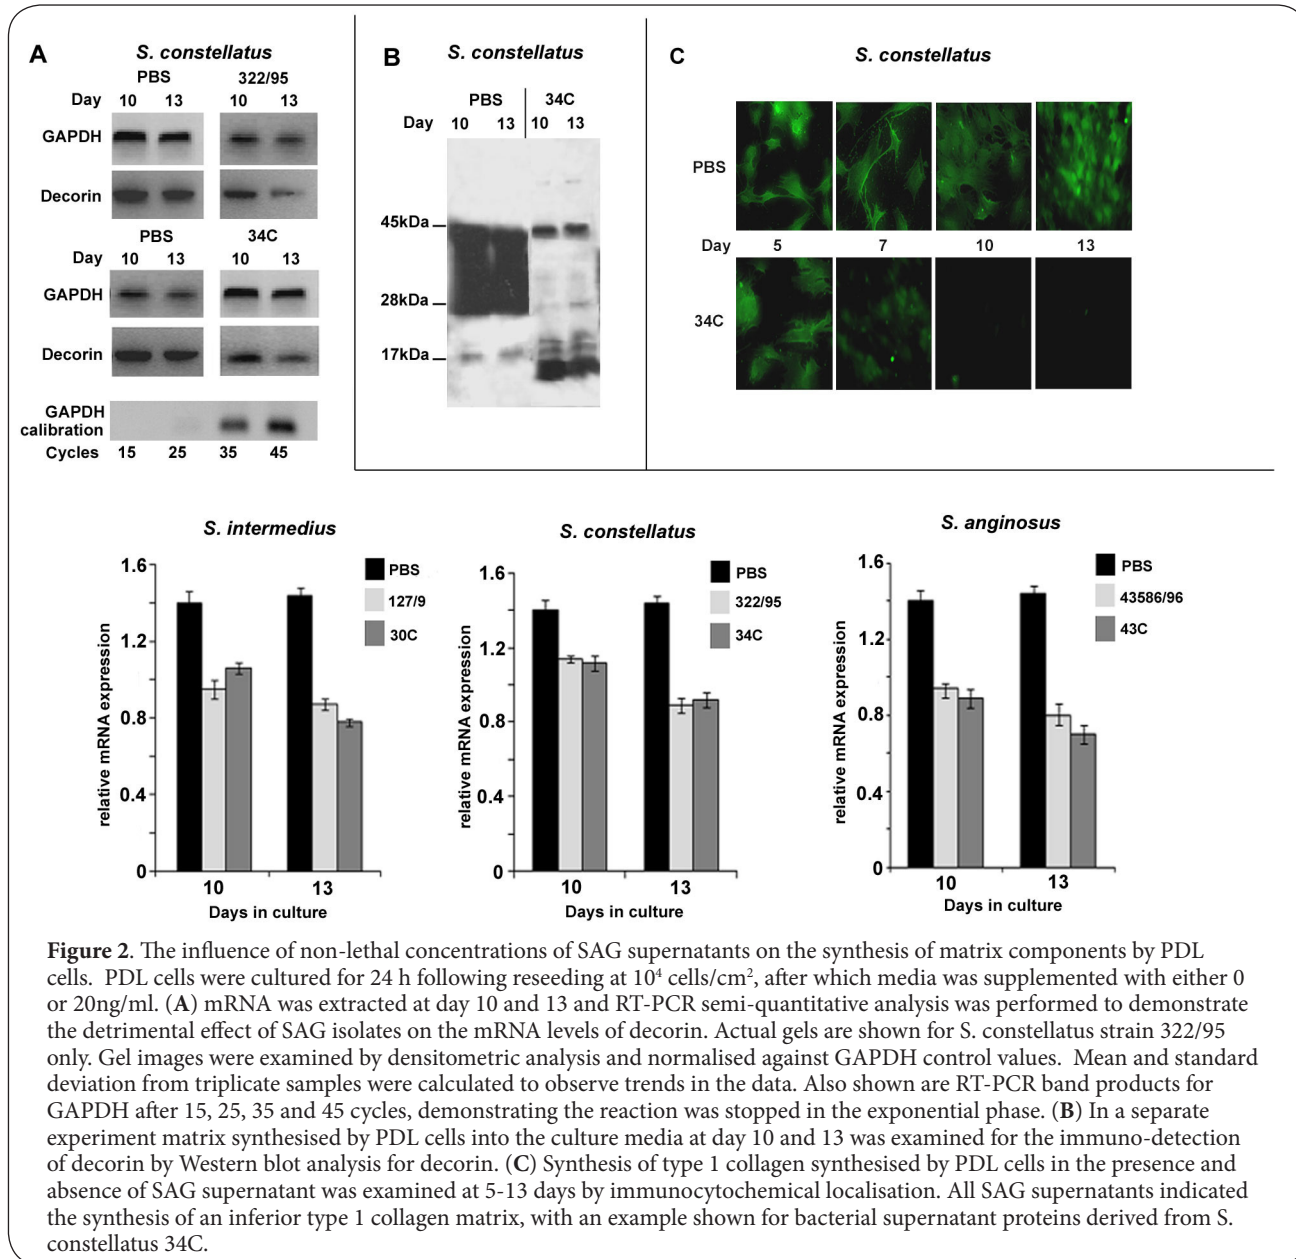 A
S. constellatus
PBS 322/95
Day 10 13 10 13
GAPDH
Decorin
PBS 34C
Day 10 13 10 13
GAPDH
Decorin
GAPDH
calibration
Cycles 15 25 35 45
B
S. constellatus
PBS 34C
Day 10 13 10 13
45kDa
28kDa
17kDa
C
S. constellatus
PBS
Day 5 7 10 13
34C
S. intermedius
relative mRNA expression
1.6
1.2
0.8
0.4
0
PBS
127/9
30C
10 13
Days in culture
S. constellatus
relative mRNA expression
1.6
1.2
0.8
0.4
0
PBS
322/95
34C
10 13
Days in culture
S. anginosus
relative mRNA expression
1.6
1.2
0.8
0.4
0
PBS
43586/96
43C
10 13
Days in culture
Figure 2. The influence of non-lethal concentrations of SAG supernatants on the synthesis of matrix components by PDL
cells. PDL cells were cultured for 24 h following reseeding at 10⁴ cells/cm², after which media was supplemented with either 0
or 20ng/ml. (A) mRNA was extracted at day 10 and 13 and RT-PCR semi-quantitative analysis was performed to demonstrate
the detrimental effect of SAG isolates on the mRNA levels of decorin. Actual gels are shown for S. constellatus strain 322/95
only. Gel images were examined by densitometric analysis and normalised against GAPDH control values. Mean and standard
deviation from triplicate samples were calculated to observe trends in the data. Also shown are RT-PCR band products for
GAPDH after 15, 25, 35 and 45 cycles, demonstrating the reaction was stopped in the exponential phase. (B) In a separate
experiment matrix synthesised by PDL cells into the culture media at day 10 and 13 was examined for the immuno-detection
of decorin by Western blot analysis for decorin. (C) Synthesis of type 1 collagen synthesised by PDL cells in the presence and
absence of SAG supernatant was examined at 5-13 days by immunocytochemical localisation. All SAG supernatants indicated
the synthesis of an inferior type 1 collagen matrix, with an example shown for bacterial supernatant proteins derived from S.
constellatus 34C.